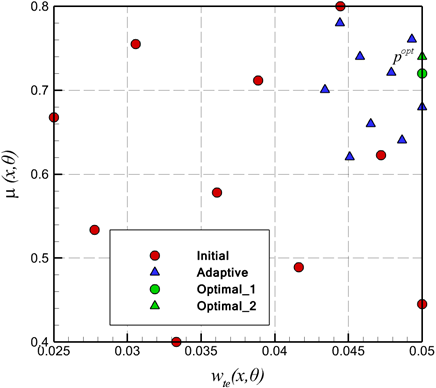 0.8
0.7
0.6
0.5
0.4
μ (x,θ)
p^opt
Initial
Adaptive
Optimal_1
Optimal_2
0.025 0.03 0.035 0.04 0.045 0.05
w_te(x,θ)